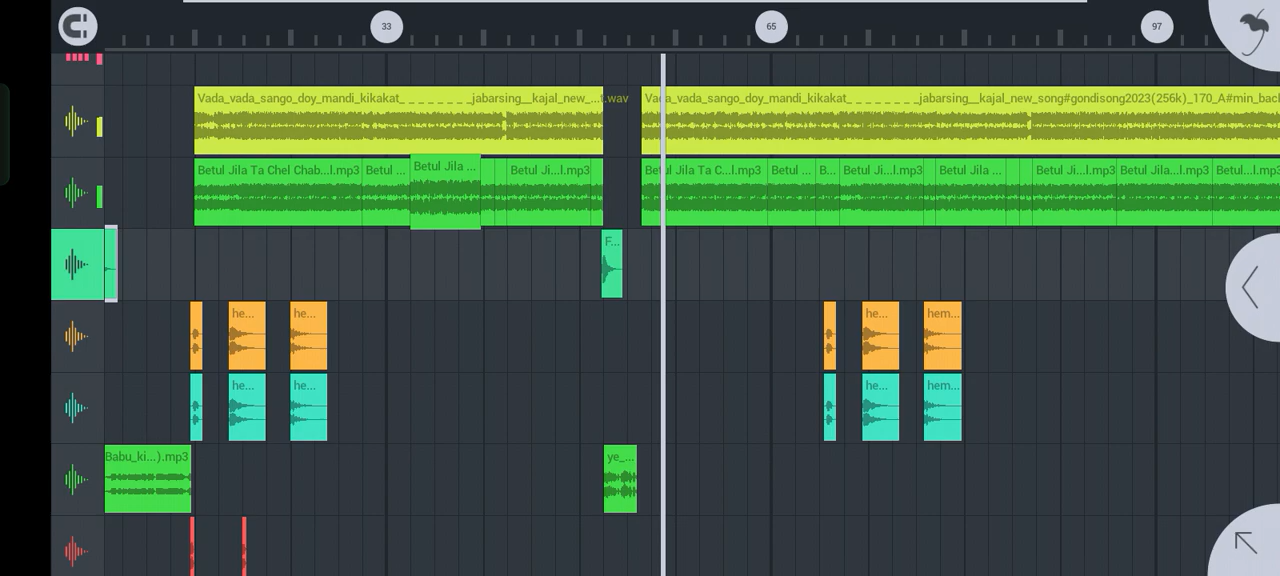 33
65
97
Vada_vada_sango_doy_mandi_kikakat_ _ _ _ _ _ _ _jabarsing__kajal_new_...t.wav
Vada_vada_sango_doy_mandi_kikakat_ _ _ _ _ _ _ _jabarsing__kajal_new_song#gondisong2023(256k)_170_A#min_bac
Betul Jila Ta Chel Chab...l.mp3
Betul ...
Betul Jila ...
Betul Ji...l.mp3
Betul Jila Ta C...l.mp3
Betul ...
B...
Betul Ji...l.mp3
Betul Jila ...
Betul Ji...l.mp3
Betul Jila...l.mp3
Betul...l.mp3
F...
he...
he...
he...
hem...
he...
he...
he...
hem...
Babu_ki...).mp3
ye_...